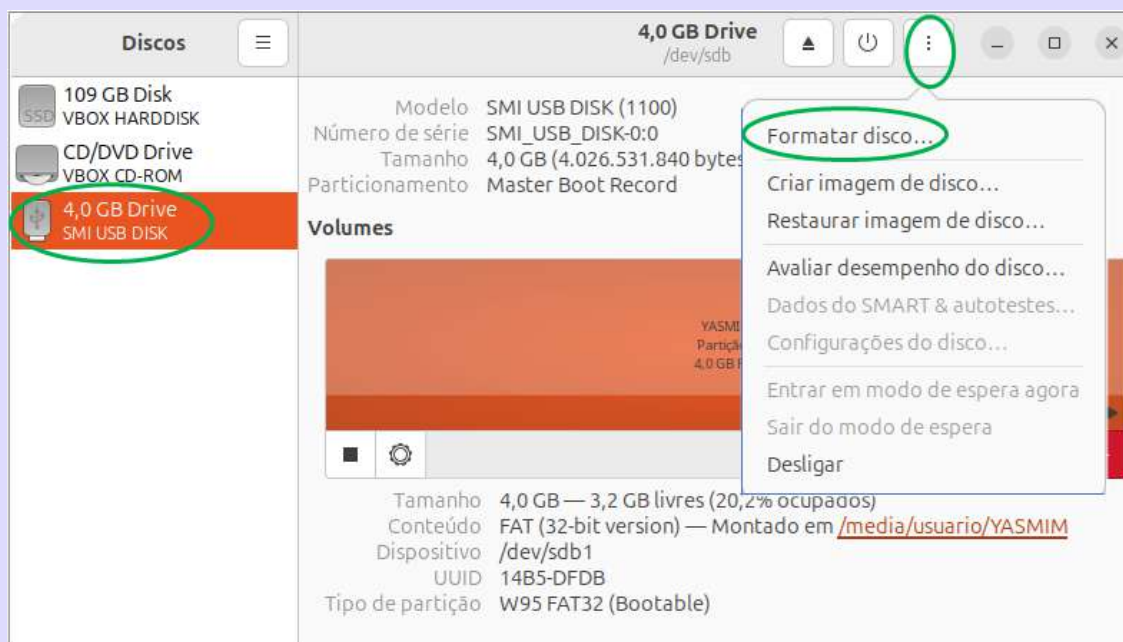 Discos
4,0 GB Drive
/dev/sdb
109 GB Disk
SSD
VBOX HARDDISK
CD/DVD Drive
VBOX CD-ROM
4,0 GB Drive
SMI USB DISK
Modelo SMI USB DISK (1100)
Número de série SMI_USB_DISK-0:0
Tamanho 4,0 GB (4.026.531.840 bytes
Particionamento Master Boot Record
Volumes
YASMI
Partiçã
4,0 GB F
Formatar disco...
Criar imagem de disco...
Restaurar imagem de disco...
Avaliar desempenho do disco...
Dados do SMART & autotestes...
Configurações do disco...
Entrar em modo de espera agora
Sair do modo de espera
Desligar
Tamanho 4,0 GB — 3,2 GB livres (20,2% ocupados)
Conteúdo FAT (32-bit version) — Montado em /media/usuario/YASMIM
Dispositivo /dev/sdb1
UUID 14B5-DFDB
Tipo de partição W95 FAT32 (Bootable)